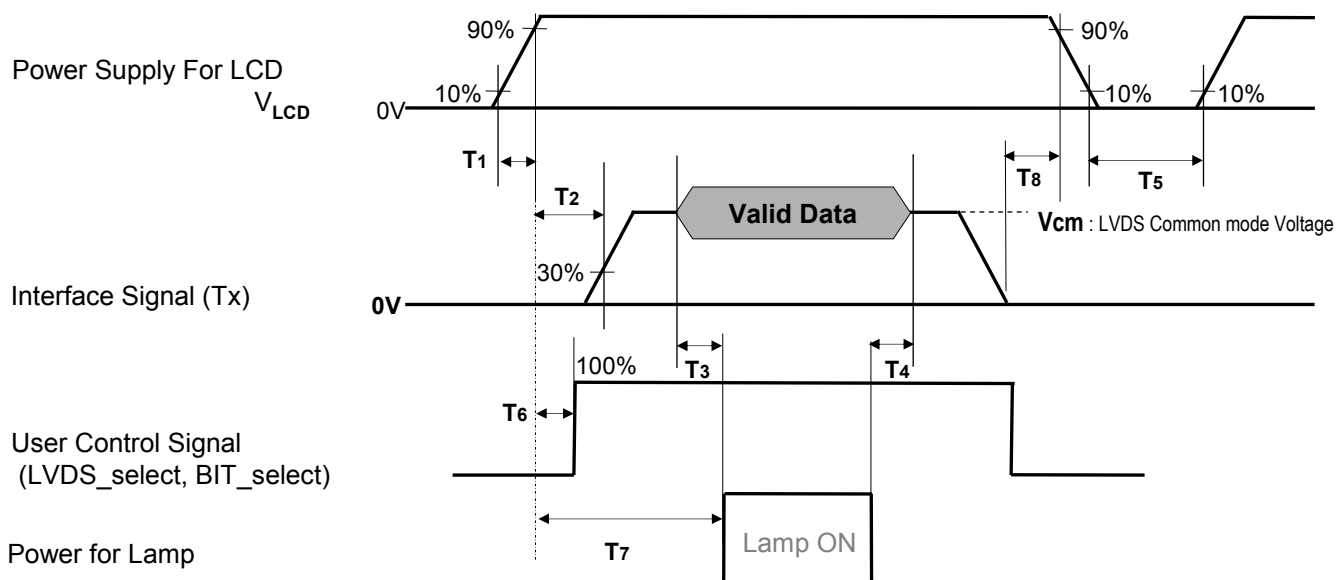 90%
90%
Power Supply For LCD
VLCD
10%
10%
10%
0V
T1
T2
T8
T5
Valid Data
Vcm : LVDS Common mode Voltage
30%
Interface Signal (Tx)
0V
T3
T4
100%
T6
User Control Signal
(LVDS_select, BIT_select)
T7
Lamp ON
Power for Lamp